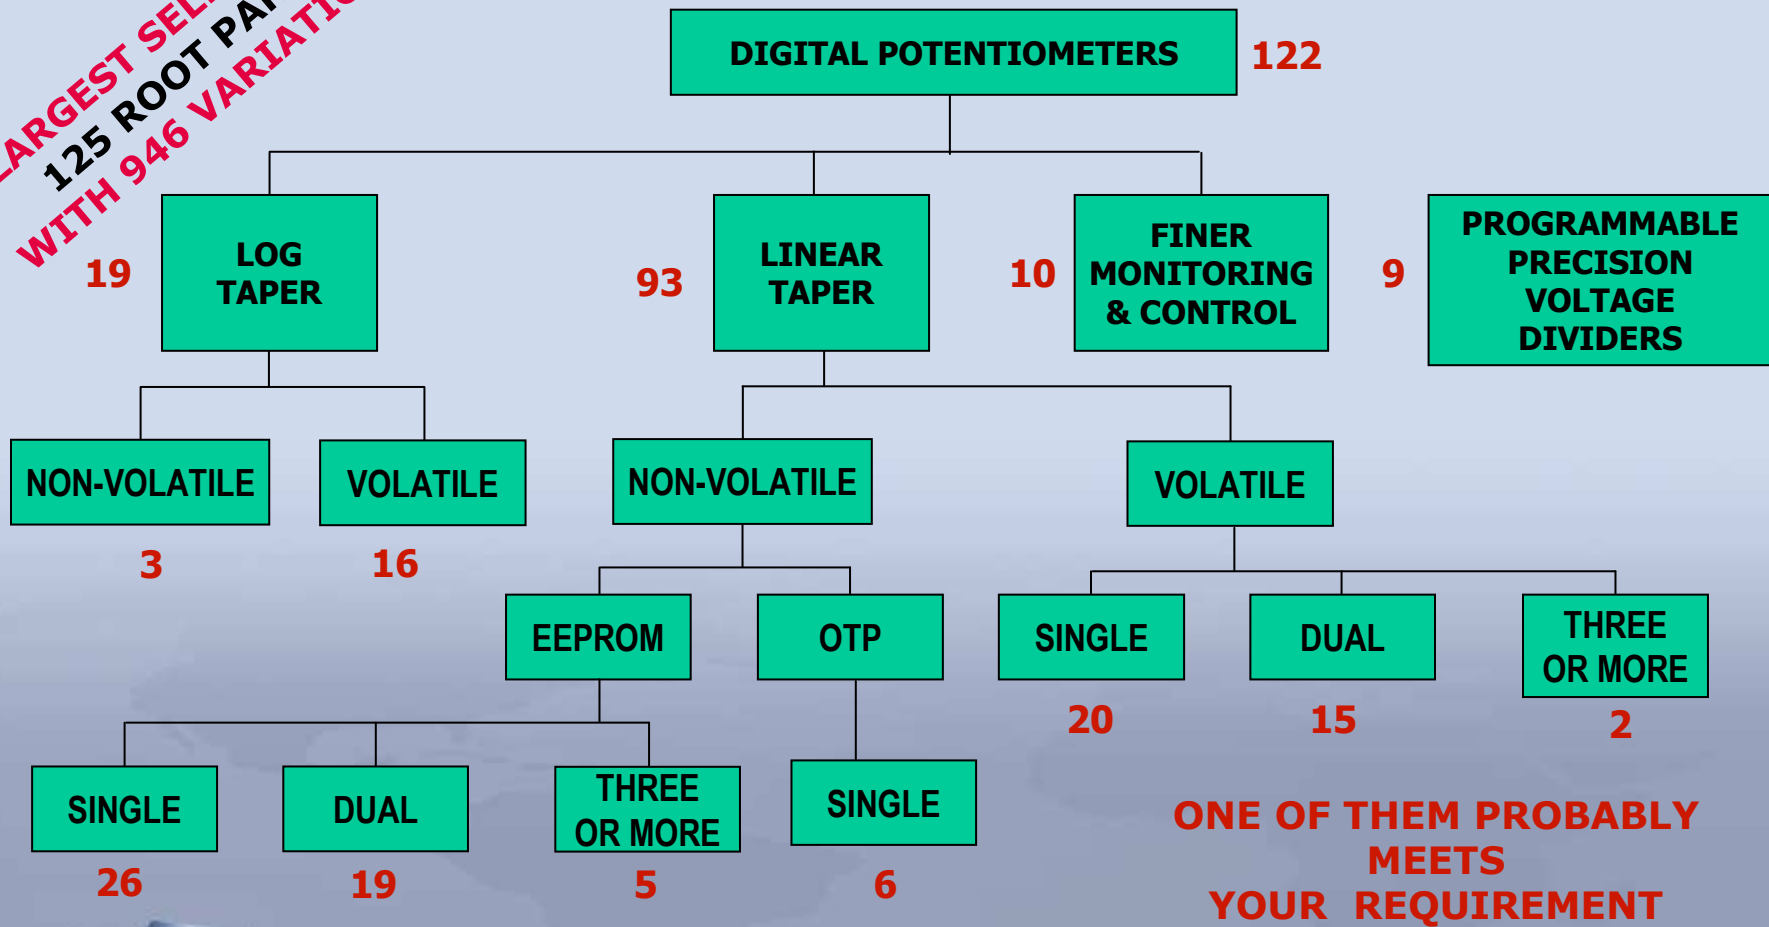 125 ROOT
WITH 946
DIGITAL POTENTIOMETERS
122
19
LOG
TAPER
93
LINEAR
TAPER
10
FINER
MONITORING
& CONTROL
9
PROGRAMMABLE
PRECISION
VOLTAGE
DIVIDERS
NON-VOLATILE
3
VOLATILE
16
NON-VOLATILE
VOLATILE
EEPROM
OTP
SINGLE
20
DUAL
15
THREE
OR MORE
2
SINGLE
26
DUAL
19
THREE
OR MORE
5
SINGLE
6
ONE OF THEM PROBABLY
MEETS
YOUR REQUIREMENT